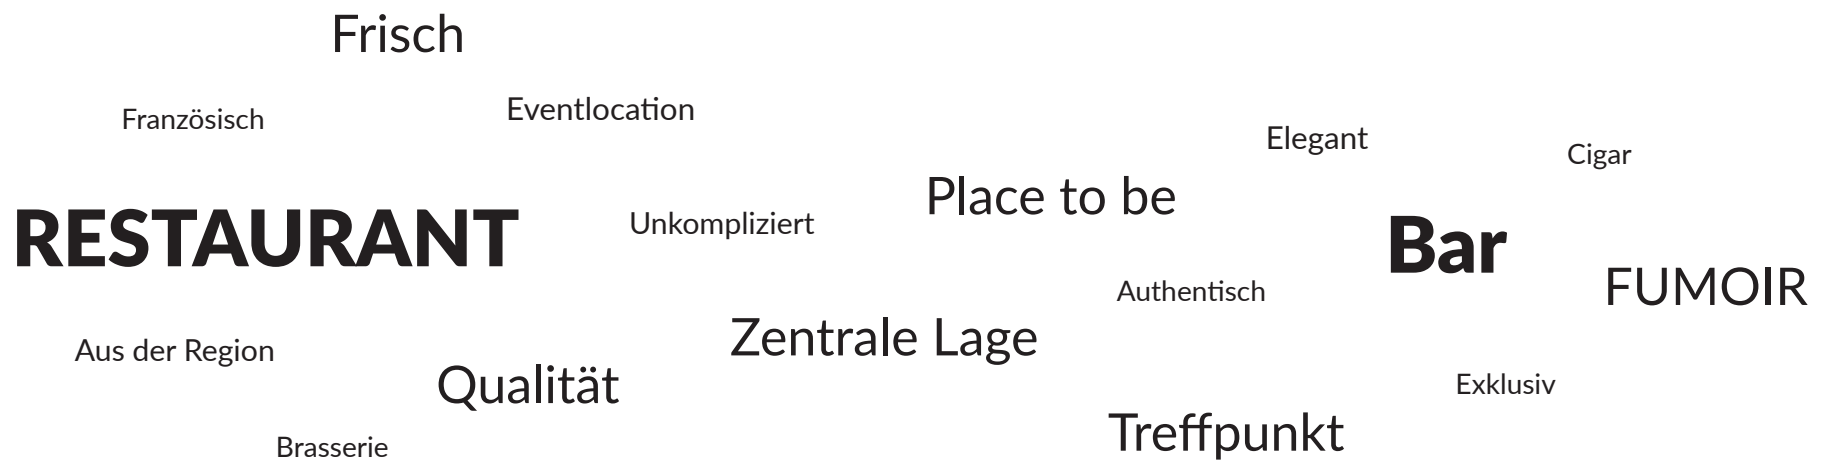 Frisch
Französisch
Eventlocation
Elegant
Cigar
Place to be
RESTAURANT
Unkompliziert
Bar
FUMOIR
Authentisch
Zentrale Lage
Aus der Region
Qualität
Exklusiv
Treffpunkt
Brasserie